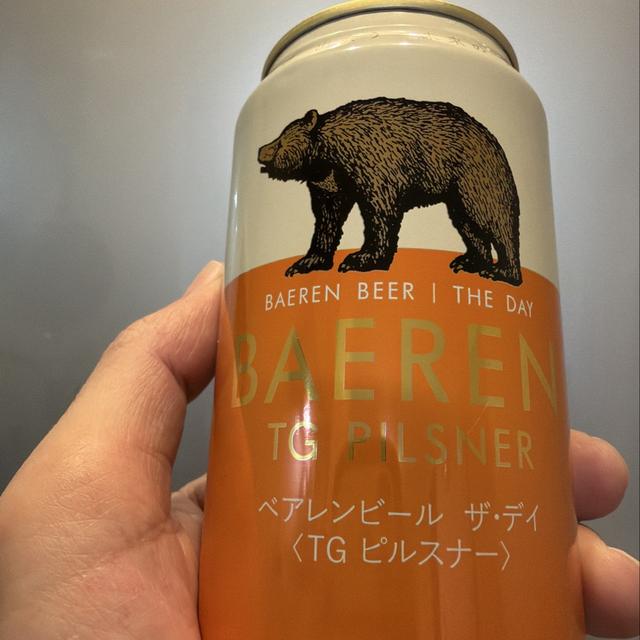 BAEREN BEER | THE DAY
BAEREN
TG PILSNER
ベアレンビール ザ・デイ
〈TG ピルスナー〉